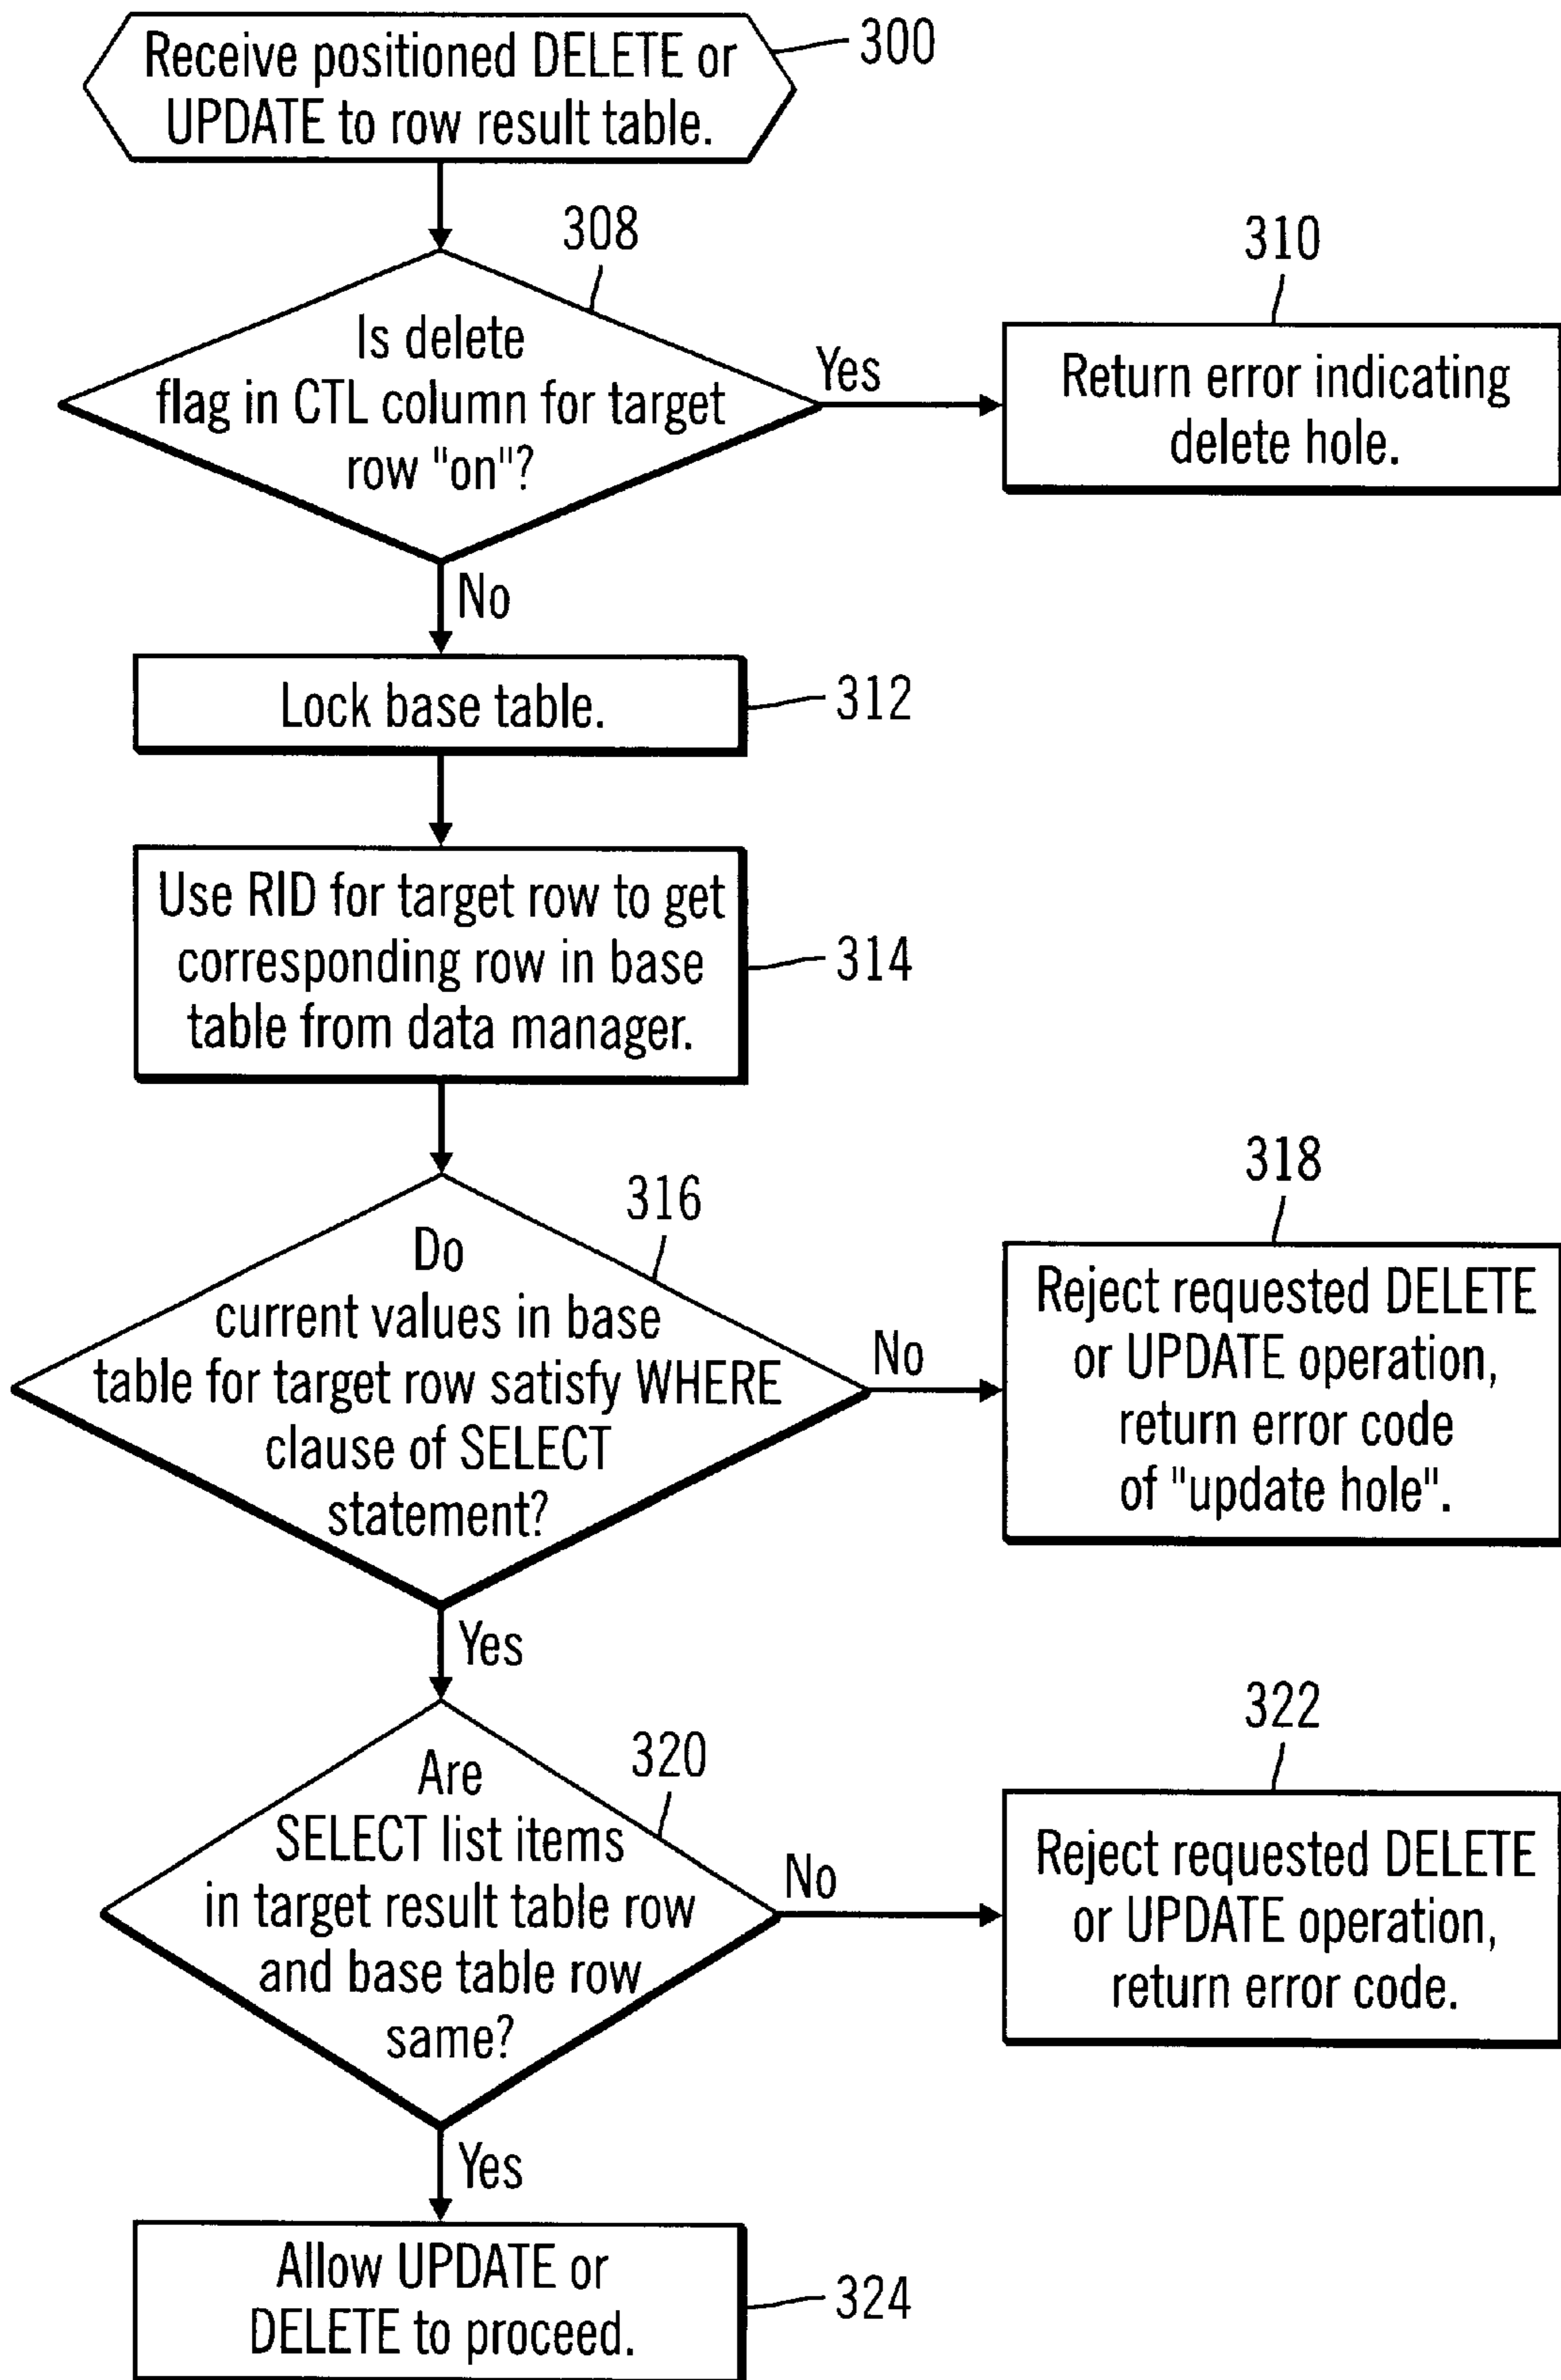 Receive positioned DELETE or
UPDATE to row result table.
300
308
Is delete
flag in CTL column for target
row "on"?
Yes
310
Return error indicating
delete hole.
No
Lock base table.
312
Use RID for target row to get
corresponding row in base
table from data manager.
314
316
Do
current values in base
table for target row satisfy WHERE
clause of SELECT
statement?
No
318
Reject requested DELETE
or UPDATE operation,
return error code
of "update hole".
Yes
320
Are
SELECT list items
in target result table row
and base table row
same?
No
322
Reject requested DELETE
or UPDATE operation,
return error code.
Yes
Allow UPDATE or
DELETE to proceed.
324